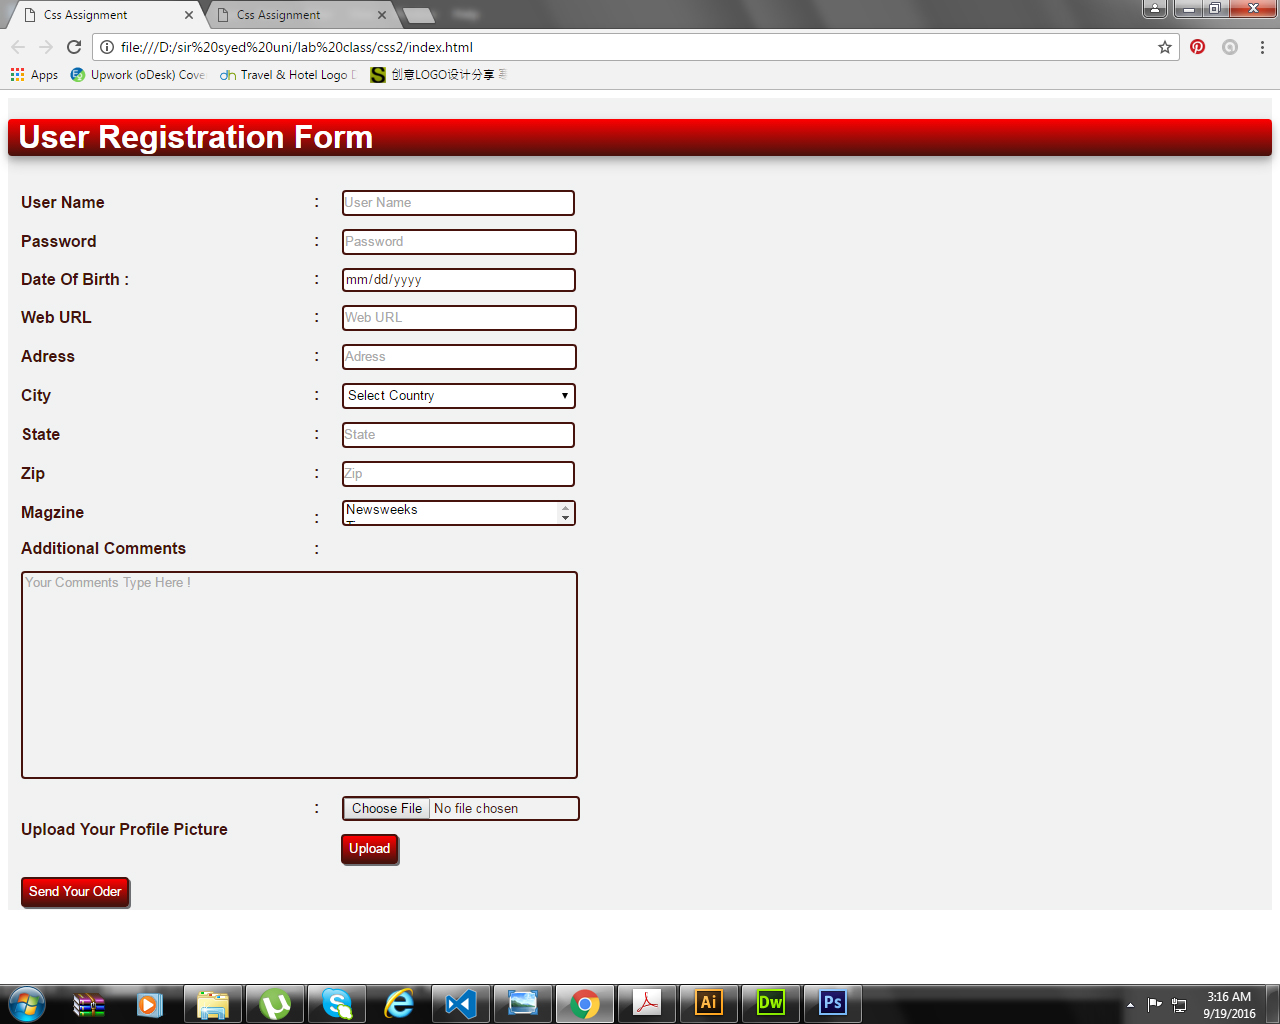 Css Assignment
Css Assignment
Help
file:///D:/sir%20syed%20uni/lab%20class/css2/index.html
Apps
Upwork (oDesk) Cove
Travel & Hotel Logo D
创意LOGO设计分享
User Registration Form
User Name : User Name
Password : Password
Date Of Birth : : mm/dd/yyyy
Web URL : Web URL
Adress : Adress
City : Select Country
State : State
Zip : Zip
Magzine : Newsweeks
Additional Comments :
Your Comments Type Here !
: Choose File No file chosen
Upload Your Profile Picture
Upload
Send Your Oder
Ai
Dw
Ps
3:16 AM
9/19/2016